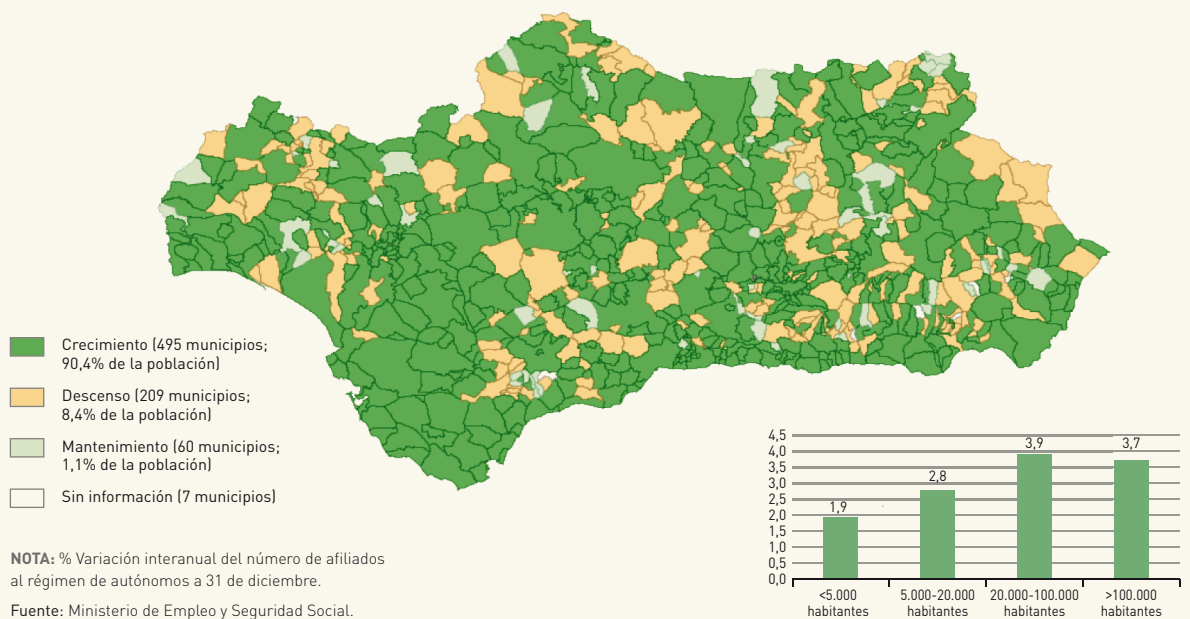 Crecimiento (495 municipios;
90,4% de la población)
Descenso (209 municipios;
8,4% de la población)
Mantenimiento (60 municipios;
1,1% de la población)
Sin información (7 municipios)
NOTA: % Variación interanual del número de afiliados
al régimen de autónomos a 31 de diciembre.
Fuente: Ministerio de Empleo y Seguridad Social.
4,5
4,0
3,5
3,0
2,5
2,0
1,5
1,0
0,5
0,0
1,9
2,8
3,9
3,7
<5.000
habitantes
5.000-20.000
habitantes
20.000-100.000
habitantes
>100.000
habitantes